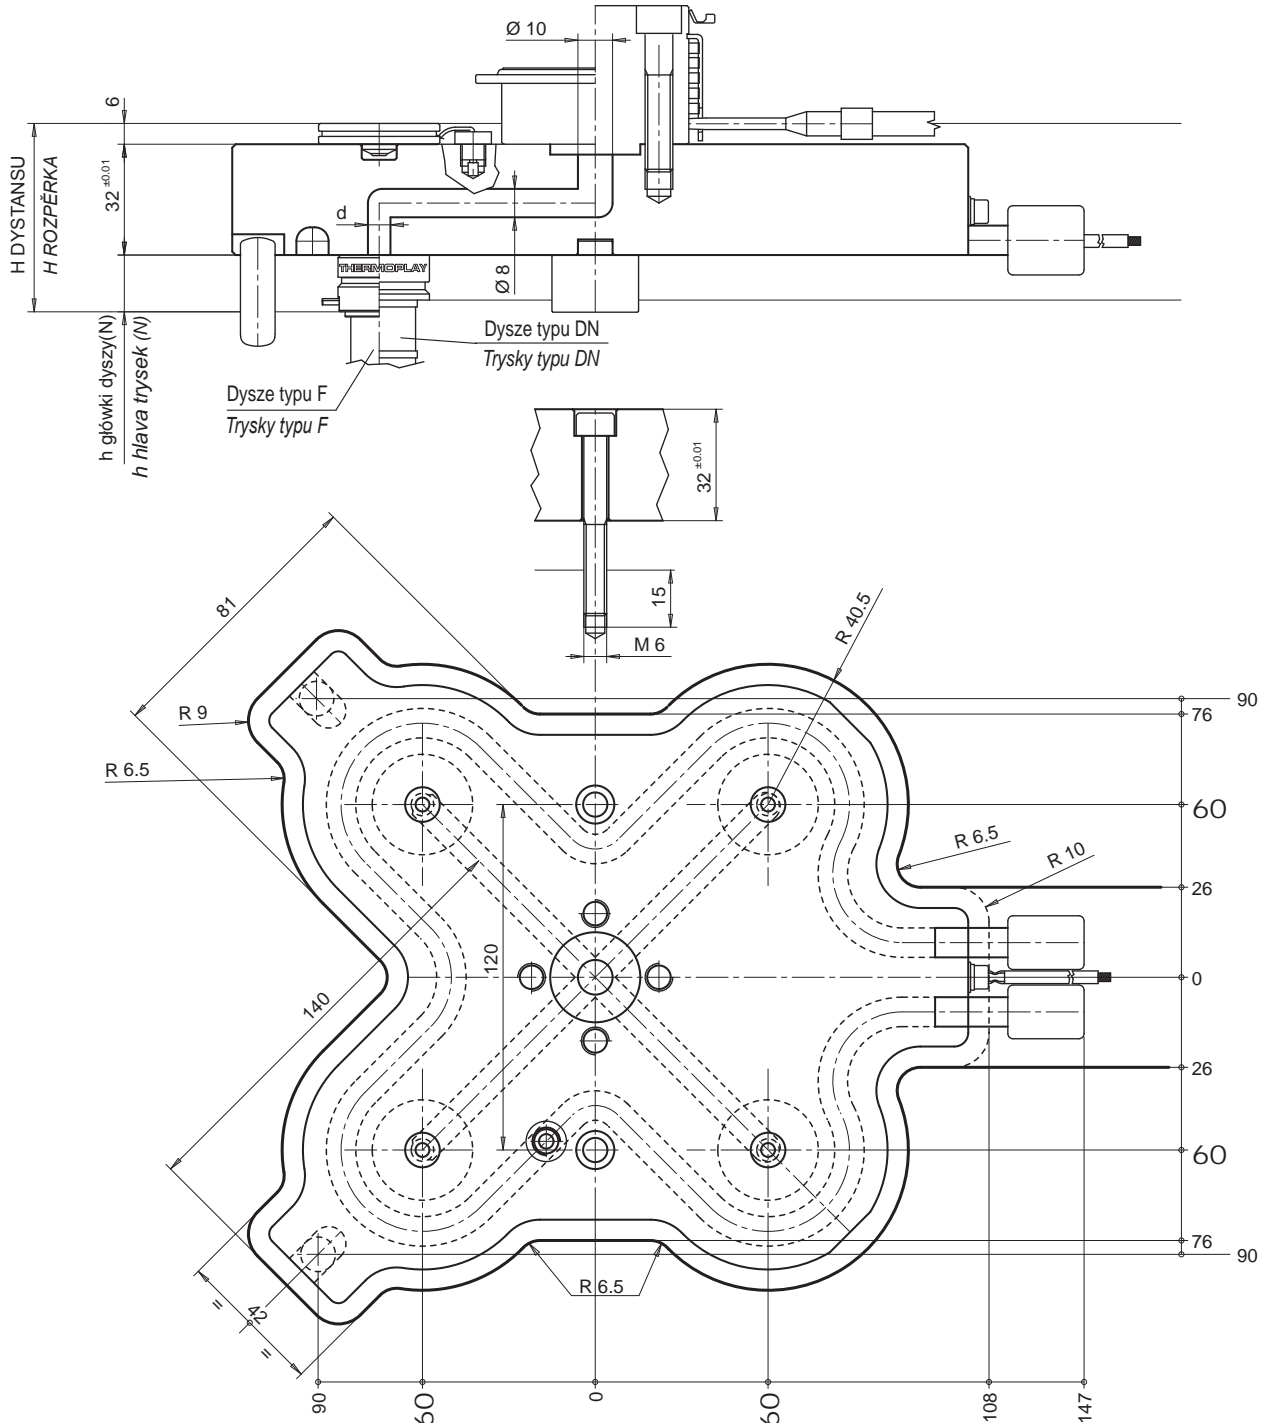 Ø 10
6
32 ±0.01
H DYSTANSU
H ROZPĚRKA
d
THERMOPLAY
Ø 8
h główki dyszy(N)
h hlava trysek (N)
Dysze typu DN
Trysky typu DN
Dysze typu F
Trysky typu F
32 ±0.01
15
M 6
81
R 40.5
R 9
R 6.5
90
76
60
R 6.5
R 10
26
120
0
140
26
60
76
90
R 6.5
=
42
=
90
60
0
60
108
147